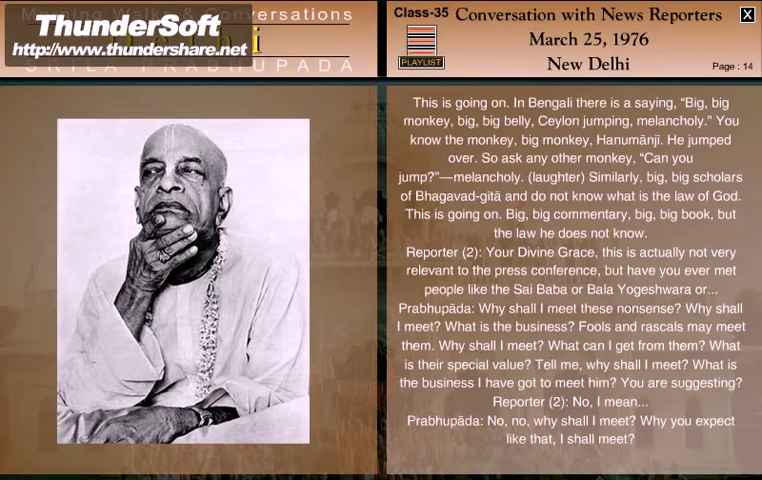 Morning Walks & Conversations
SRILA PRABHUPADA
ThunderSoft
http://www.thundershare.net
Class-35
PLAYLIST
Conversation with News Reporters
March 25, 1976
New Delhi
X
Page : 14
This is going on. In Bengali there is a saying, “Big, big
monkey, big, big belly, Ceylon jumping, melancholy.” You
know the monkey, big monkey, Hanumānjī. He jumped
over. So ask any other monkey, “Can you
jump?”—melancholy. (laughter) Similarly, big, big scholars
of Bhagavad-gītā and do not know what is the law of God.
This is going on. Big, big commentary, big, big book, but
the law he does not know.
Reporter (2): Your Divine Grace, this is actually not very
relevant to the press conference, but have you ever met
people like the Sai Baba or Bala Yogeshwara or...
Prabhupāda: Why shall I meet these nonsense? Why shall
I meet? What is the business? Fools and rascals may meet
them. Why shall I meet? What can I get from them? What
is their special value? Tell me, why shall I meet? What is
the business I have got to meet him? You are suggesting?
Reporter (2): No, I mean...
Prabhupāda: No, no, why shall I meet? Why you expect
like that, I shall meet?